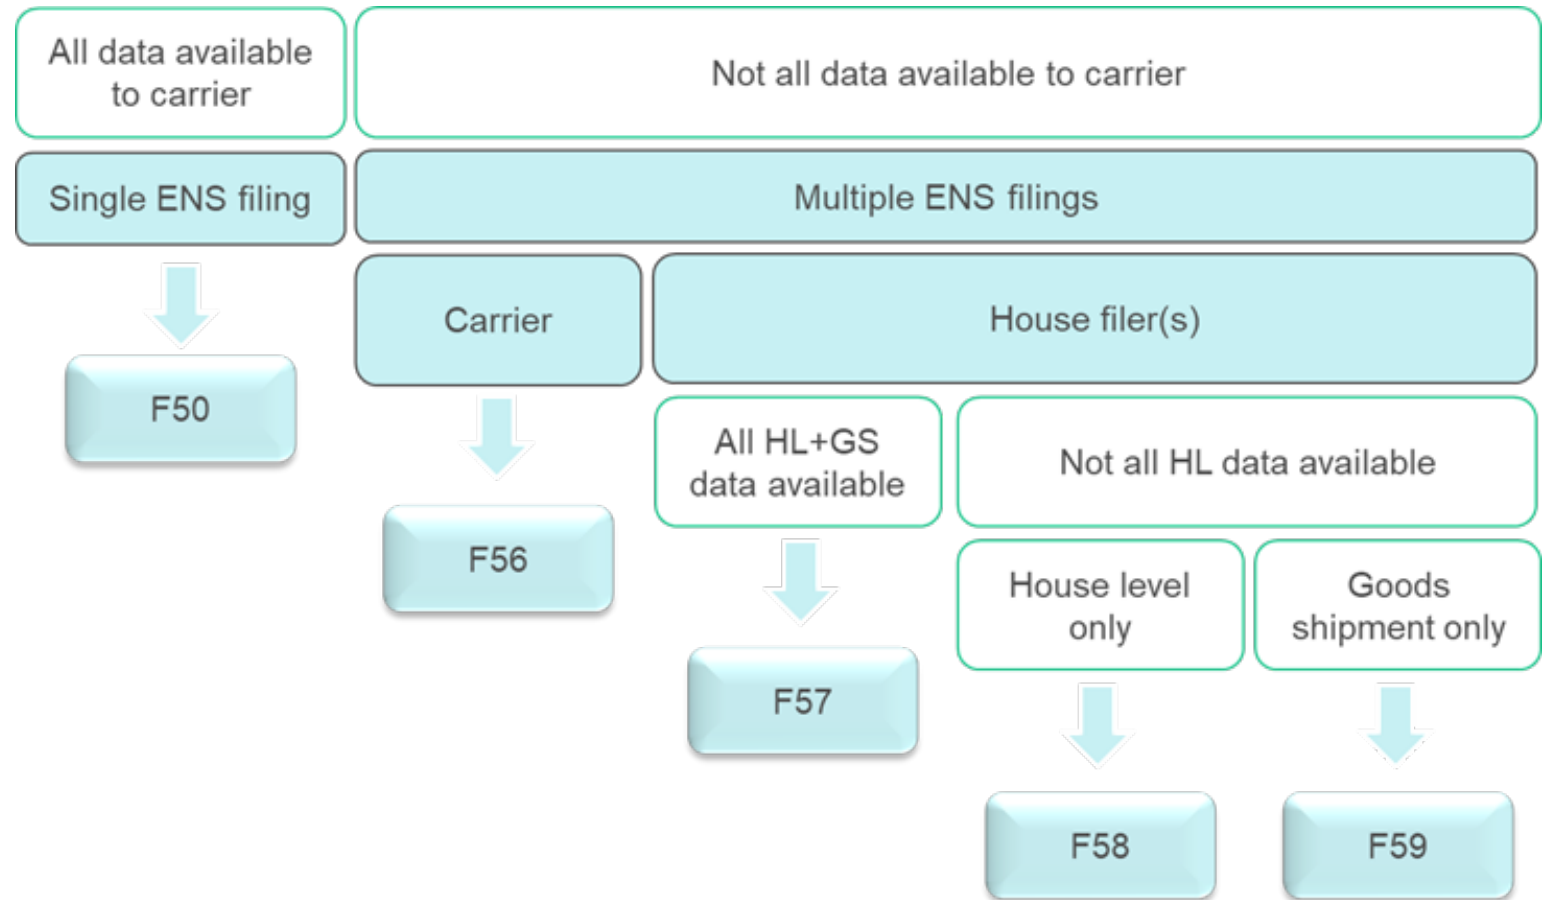 All data available
to carrier
Not all data available to carrier
Single ENS filing
Multiple ENS filings
Carrier
House filer(s)
F50
All HL+GS
data available
Not all HL data available
F56
House level
only
Goods
shipment only
F57
F58
F59